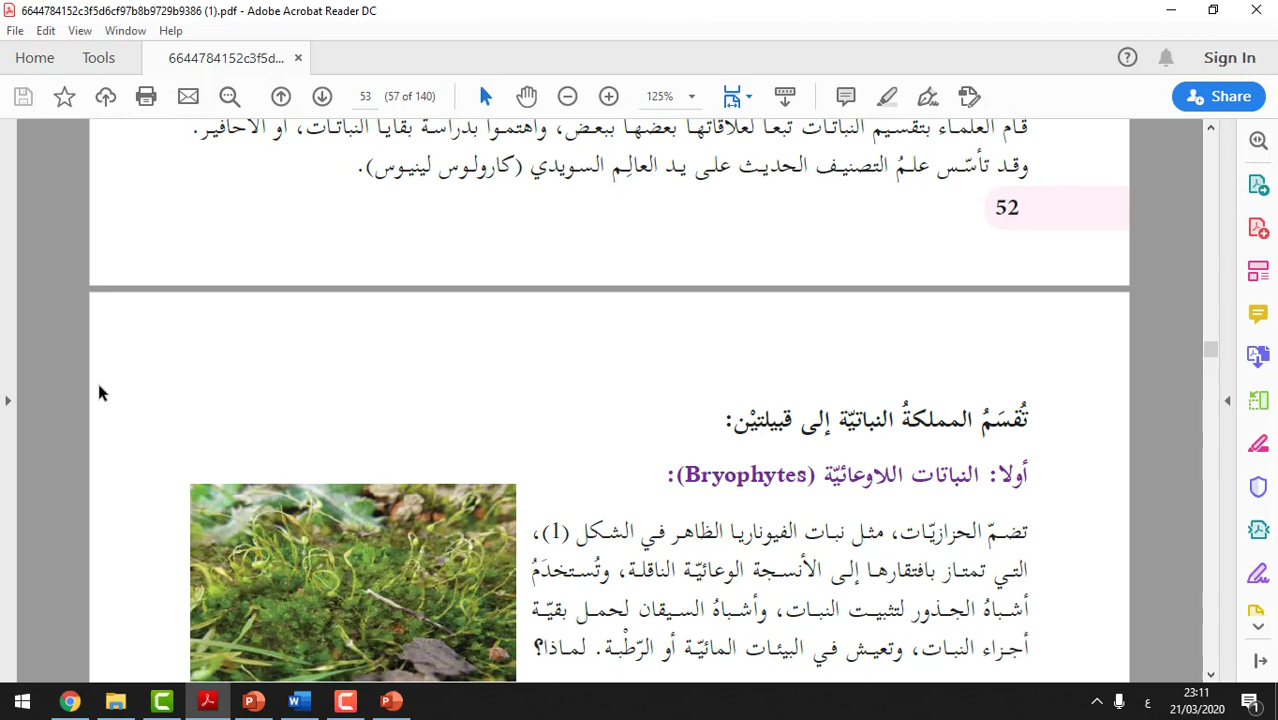 6644784152c3f5d6cf97b8b9729b9386 (1).pdf - Adobe Acrobat Reader DC
File Edit View Window Help
Home Tools 6644784152c3f5d...
Sign In
53 (57 of 140) 125% Share
قام العلماء بتقسيم النباتات تبعا لعلاقاتها بعضها ببعض، واهتموا بدراسة بقايا النباتات، أو الأحافير.
وقد تأسّس علمُ التصنيف الحديث على يد العالِم السويدي (كارولوس لينيوس).
52
تُقسَمُ المملكةُ النباتيّة إلى قبيلتيْن:
أولا: النباتات اللاوعائيّة (Bryophytes):
تضمّ الحزازيّات، مثل نبات الفيوناريا الظاهر في الشكل (1)،
التي تمتاز بافتقارها إلى الأنسجة الوعائيّة الناقلة، وتُستخدَمُ
أشباهُ الجذور لتثبيت النبات، وأشباهُ السيقان لحمل بقيّة
أجزاء النبات، وتعيش في البيئات المائيّة أو الرّطْبة. لماذا؟
23:11
ع
21/03/2020
1